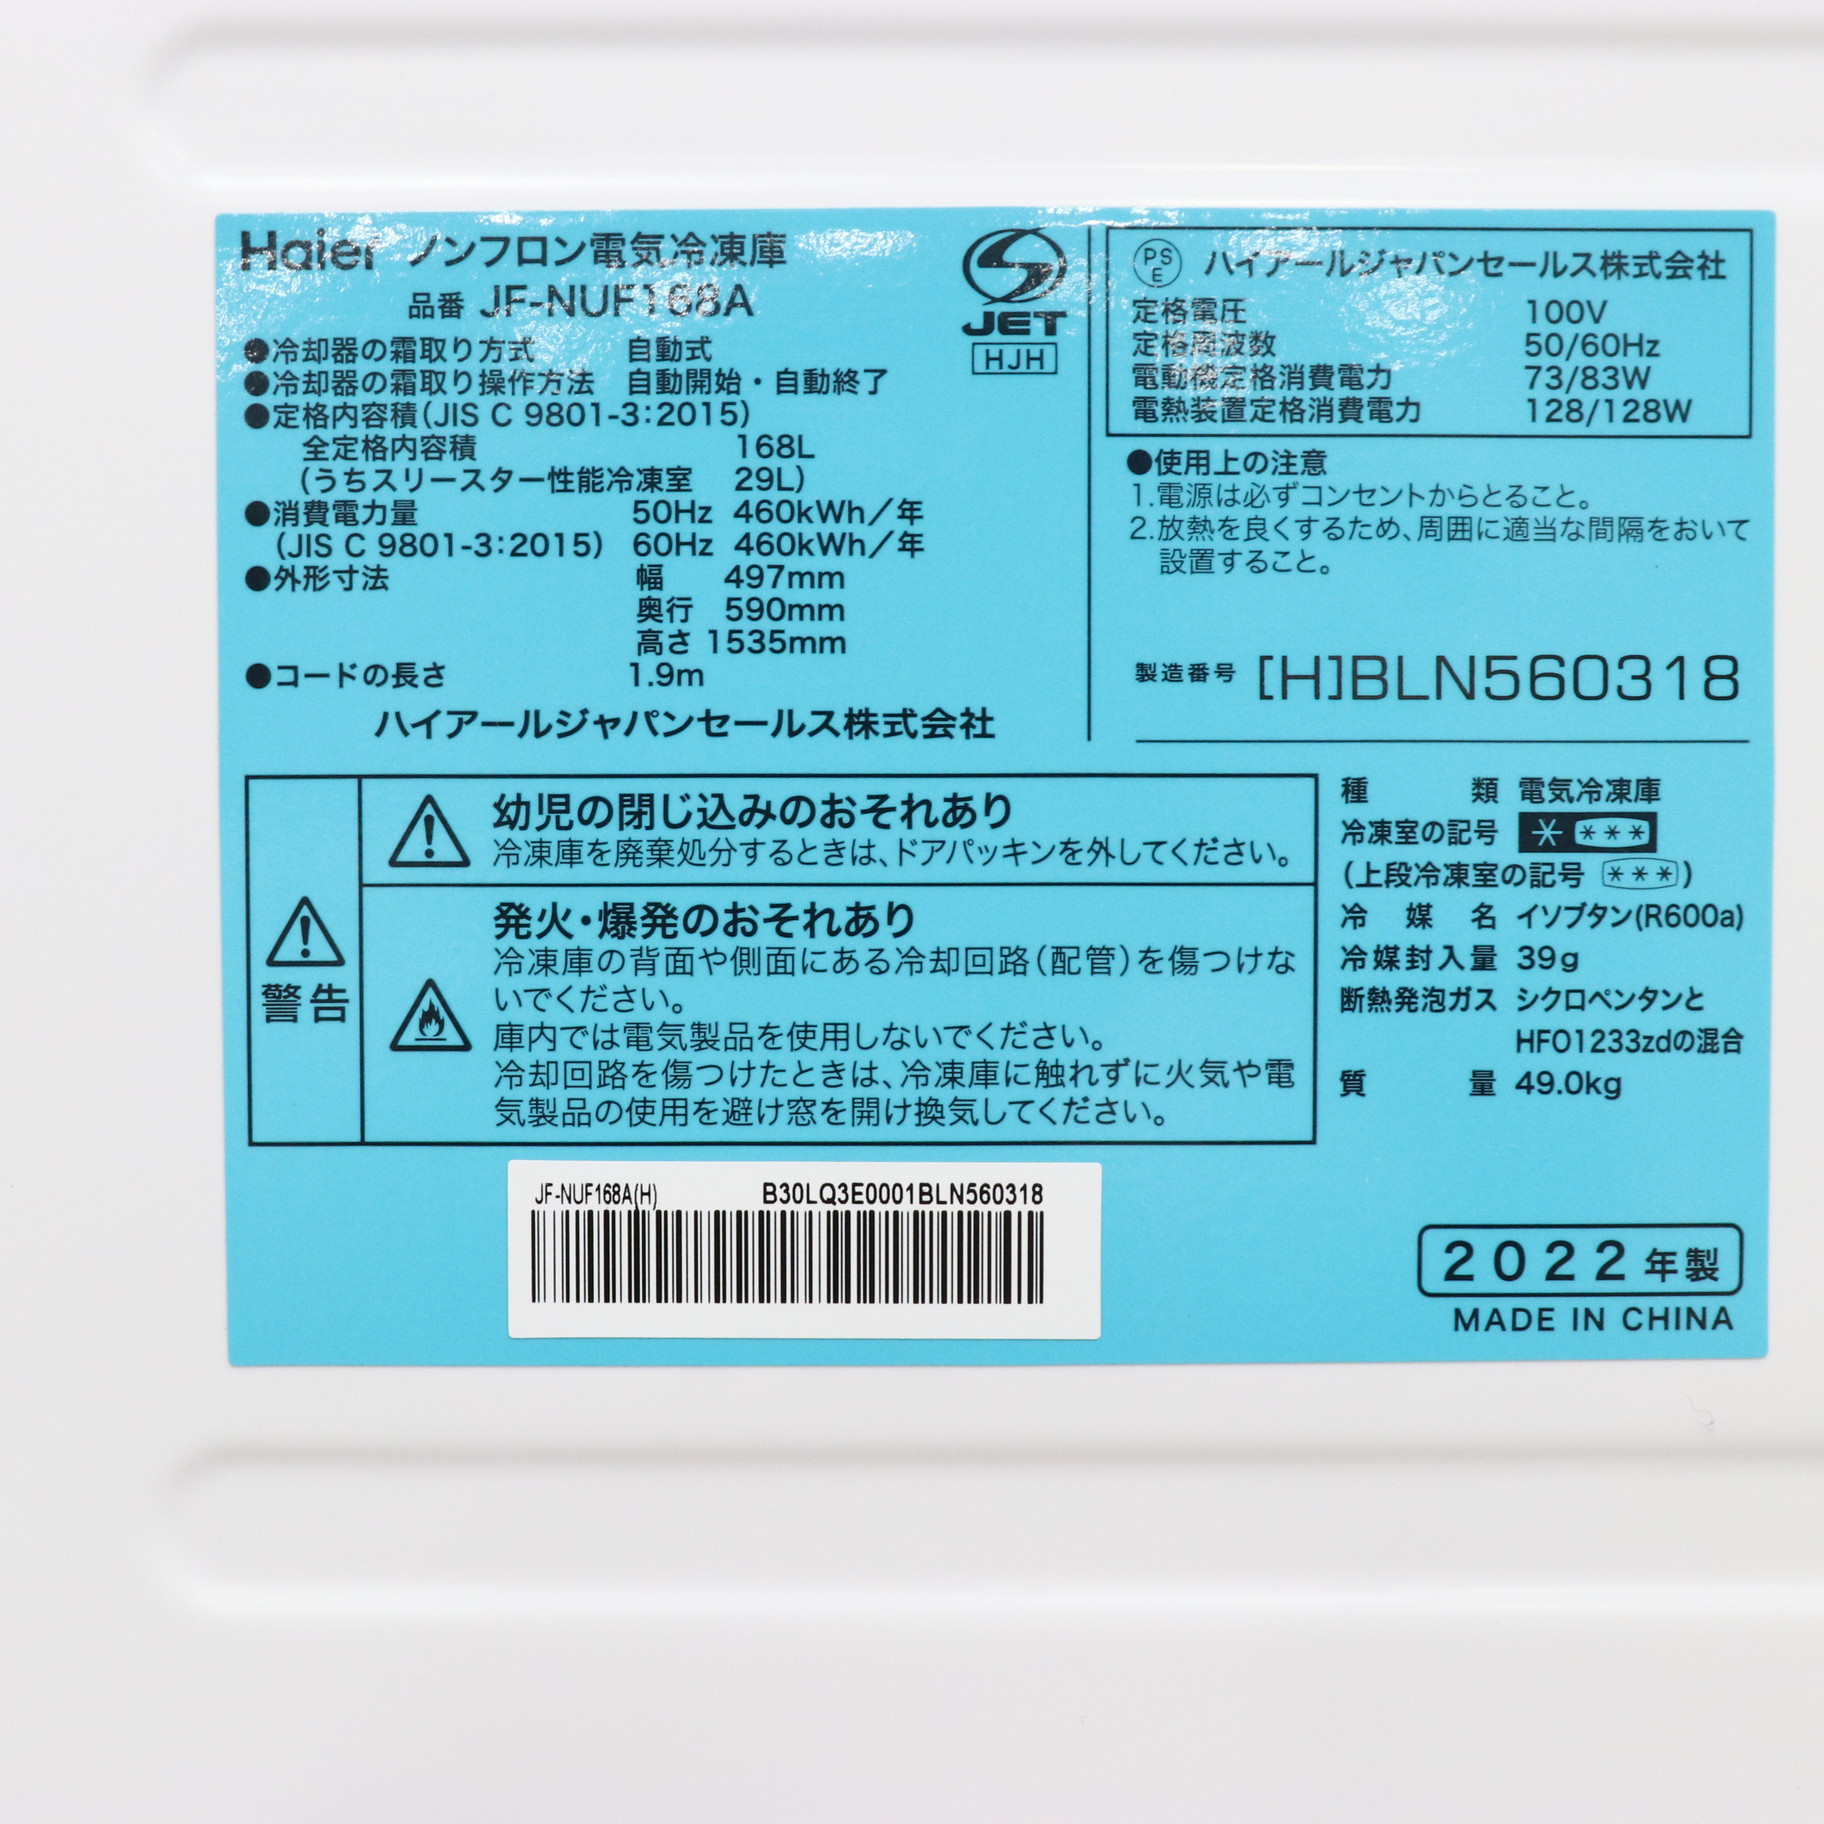 Haier ノンフロン電気冷凍庫
品番 JF-NUF168A
●冷却器の霜取り方式 自動式
●冷却器の霜取り操作方法 自動開始・自動終了
●定格内容積(JIS C 9801-3:2015)
全定格内容積 168L
(うちスリースター性能冷凍室 29L)
●消費電力量 50Hz 460kWh/年
(JIS C 9801-3:2015) 60Hz 460kWh/年
●外形寸法 幅 497mm
奥行 590mm
高さ 1535mm
●コードの長さ 1.9m
ハイアールジャパンセールス株式会社
JET
HJH
PSE ハイアールジャパンセールス株式会社
定格電圧 100V
定格周波数 50/60Hz
電動機定格消費電力 73/83W
電熱装置定格消費電力 128/128W
●使用上の注意
1.電源は必ずコンセントからとること。
2.放熱を良くするため、周囲に適当な間隔をおいて
設置すること。
製造番号 [H]BLN560318
警告
幼児の閉じ込みのおそれあり
冷凍庫を廃棄処分するときは、ドアパッキンを外してください。
発火・爆発のおそれあり
冷凍庫の背面や側面にある冷却回路(配管)を傷つけな
いでください。
庫内では電気製品を使用しないでください。
冷却回路を傷つけたときは、冷凍庫に触れずに火気や電
気製品の使用を避け窓を開け換気してください。
種類 電気冷凍庫
冷凍室の記号 * ***
(上段冷凍室の記号 ***)
冷媒名 イソブタン(R600a)
冷媒封入量 39g
断熱発泡ガス シクロペンタンと
HFO1233zdの混合
質量 49.0kg
JF-NUF168A(H) B30LQ3E0001BLN560318
2022年製
MADE IN CHINA